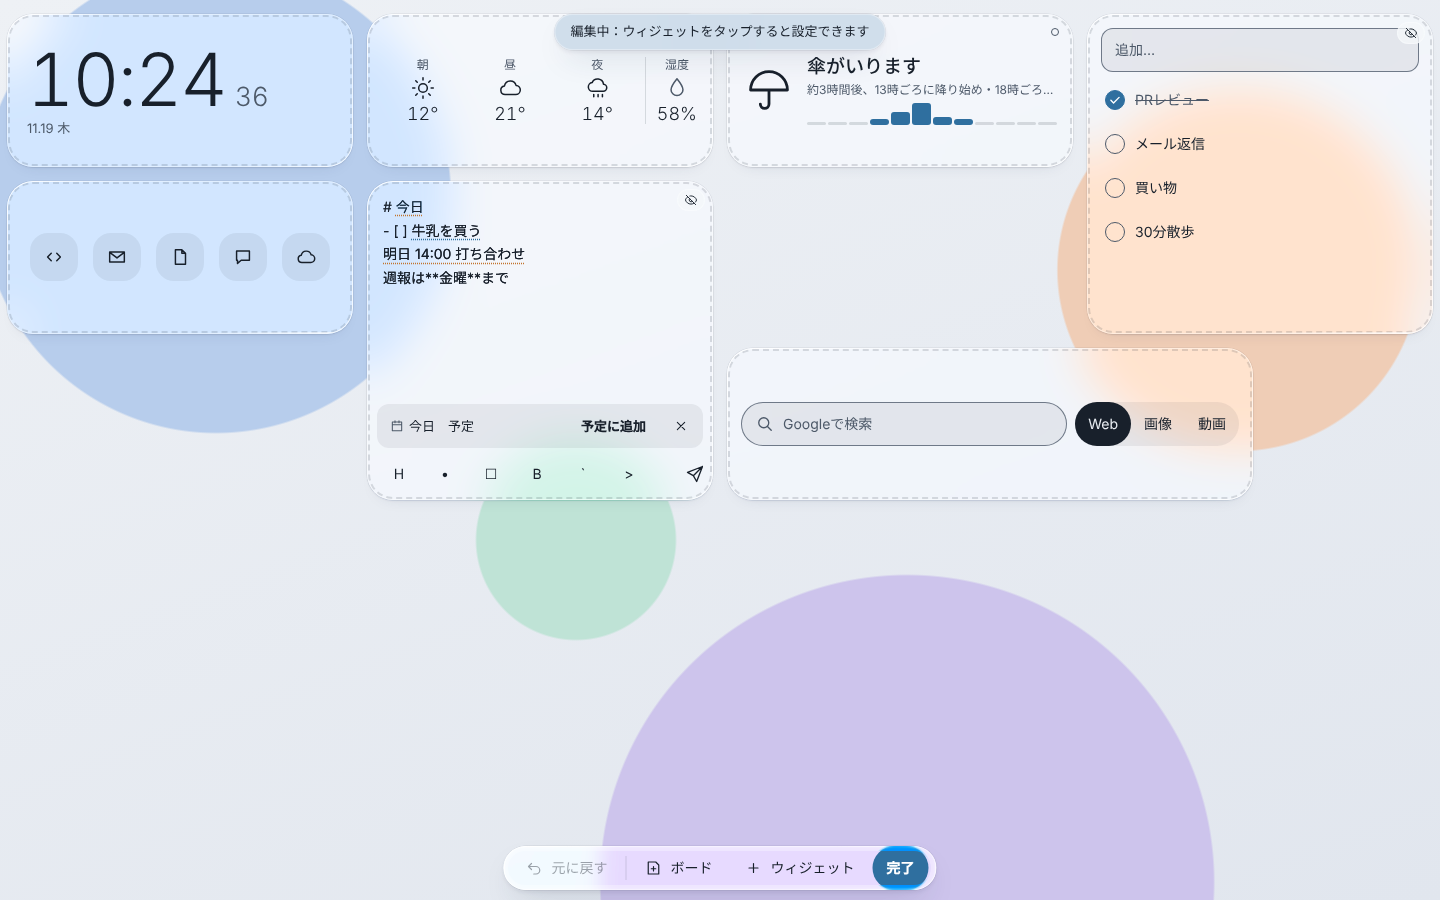 編集中：ウィジェットをタップすると設定できます
10:24 36
11.19 木
朝 昼 夜 湿度
12° 21° 14° 58%
傘がいります
約3時間後、13時ごろに降り始め・18時ごろ…
追加...
PRレビュー
メール返信
買い物
30分散歩
# 今日
- [ ] 牛乳を買う
明日 14:00 打ち合わせ
週報は**金曜**まで
今日 予定 予定に追加
H • □ B ` >
Googleで検索 Web 画像 動画
元に戻す ボード ウィジェット 完了